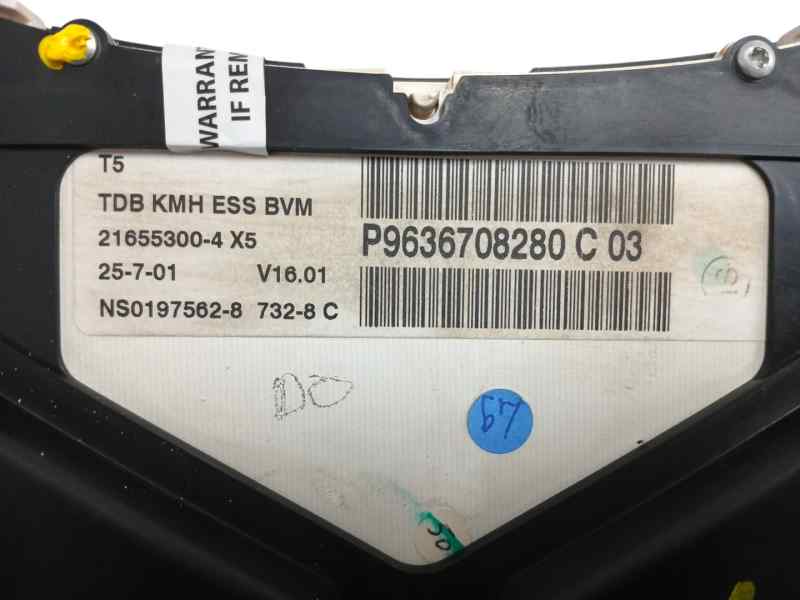 WARRAN
IF REM
T5
TDB KMH ESS BVM
21655300-4 X5
25-7-01 V16.01
NS0197562-8 732-8 C
P9636708280 C 03
DO